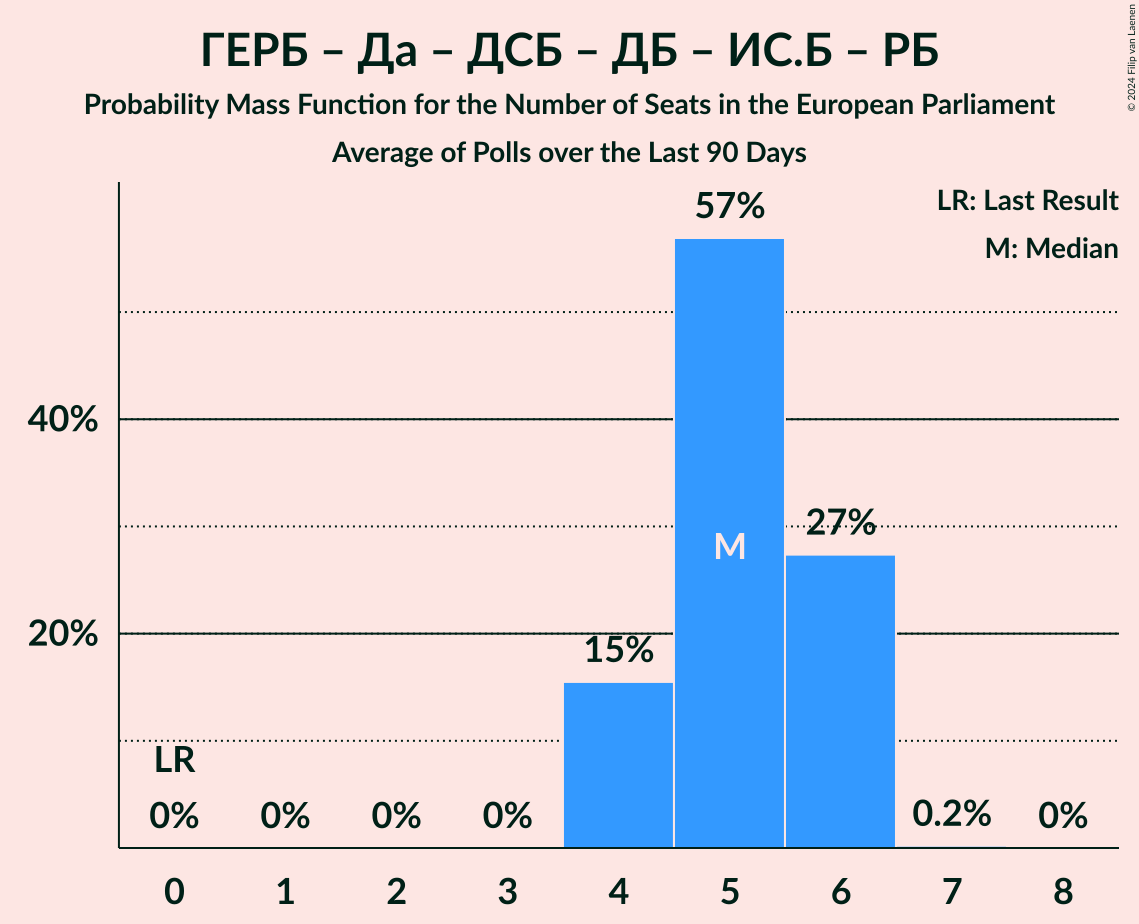 ГЕРБ – Да – ДСБ – ДБ – ИС.Б – РБ
Probability Mass Function for the Number of Seats in the European Parliament
Average of Polls over the Last 90 Days
© 2024 Filip van Laenen
LR: Last Result
M: Median
57%
40%
M
27%
20%
15%
LR
0%
0%
0%
0%
0.2%
0%
0
1
2
3
4
5
6
7
8